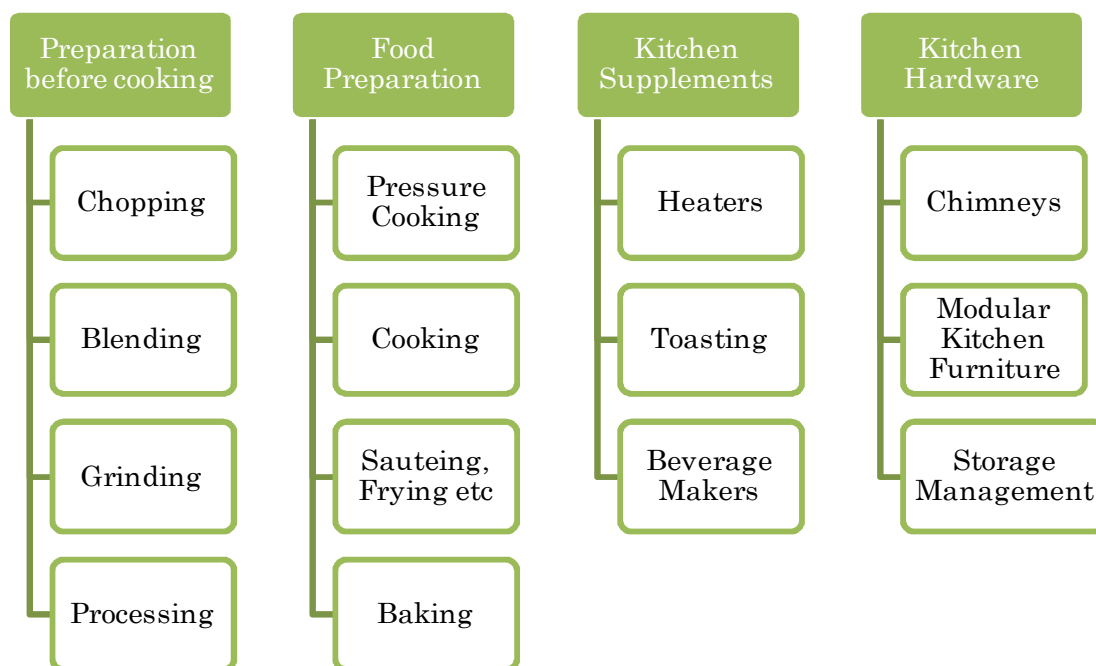 Preparation
before cooking
Chopping
Blending
Grinding
Processing
Food
Preparation
Pressure
Cooking
Cooking
Sauteing,
Frying etc
Baking
Kitchen
Supplements
Heaters
Toasting
Beverage
Makers
Kitchen
Hardware
Chimneys
Modular
Kitchen
Furniture
Storage
Management